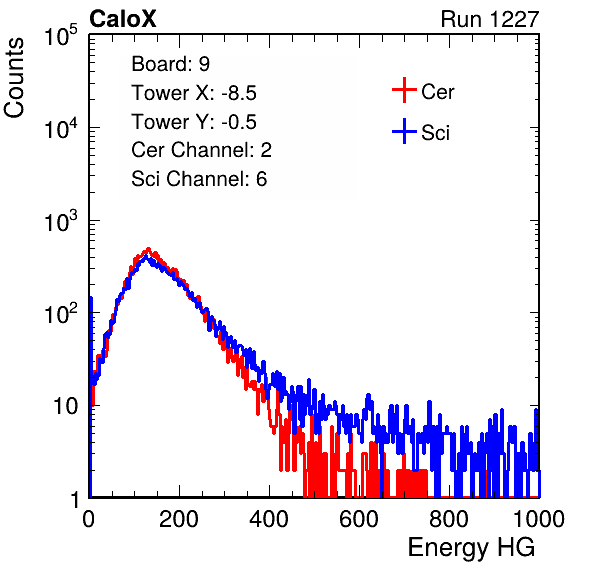 CaloX Run 1227
Counts
10^5
10^4
10^3
10^2
10
1
Board: 9
Tower X: -8.5
Tower Y: -0.5
Cer Channel: 2
Sci Channel: 6
Cer
Sci
0 200 400 600 800 1000
Energy HG